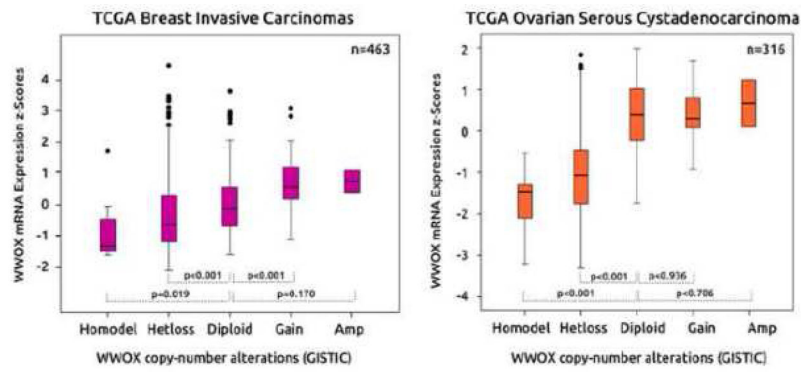 TCGA Breast Invasive Carcinomas
n=463
WWOX mRNA Expression z-Scores
4
3
2
1
0
-1
-2
p<0.001
p<0.001
p=0.019
p=0.170
Homodel
Hetloss
Diploid
Gain
Amp
WWOX copy-number alterations (GISTIC)
TCGA Ovarian Serous Cystadenocarcinoma
n=316
WWOX mRNA Expression z-Scores
2
1
0
-1
-2
-3
-4
p<0.001
p<0.936
p<0.001
p<0.706
Homodel
Hetloss
Diploid
Gain
Amp
WWOX copy-number alterations (GISTIC)